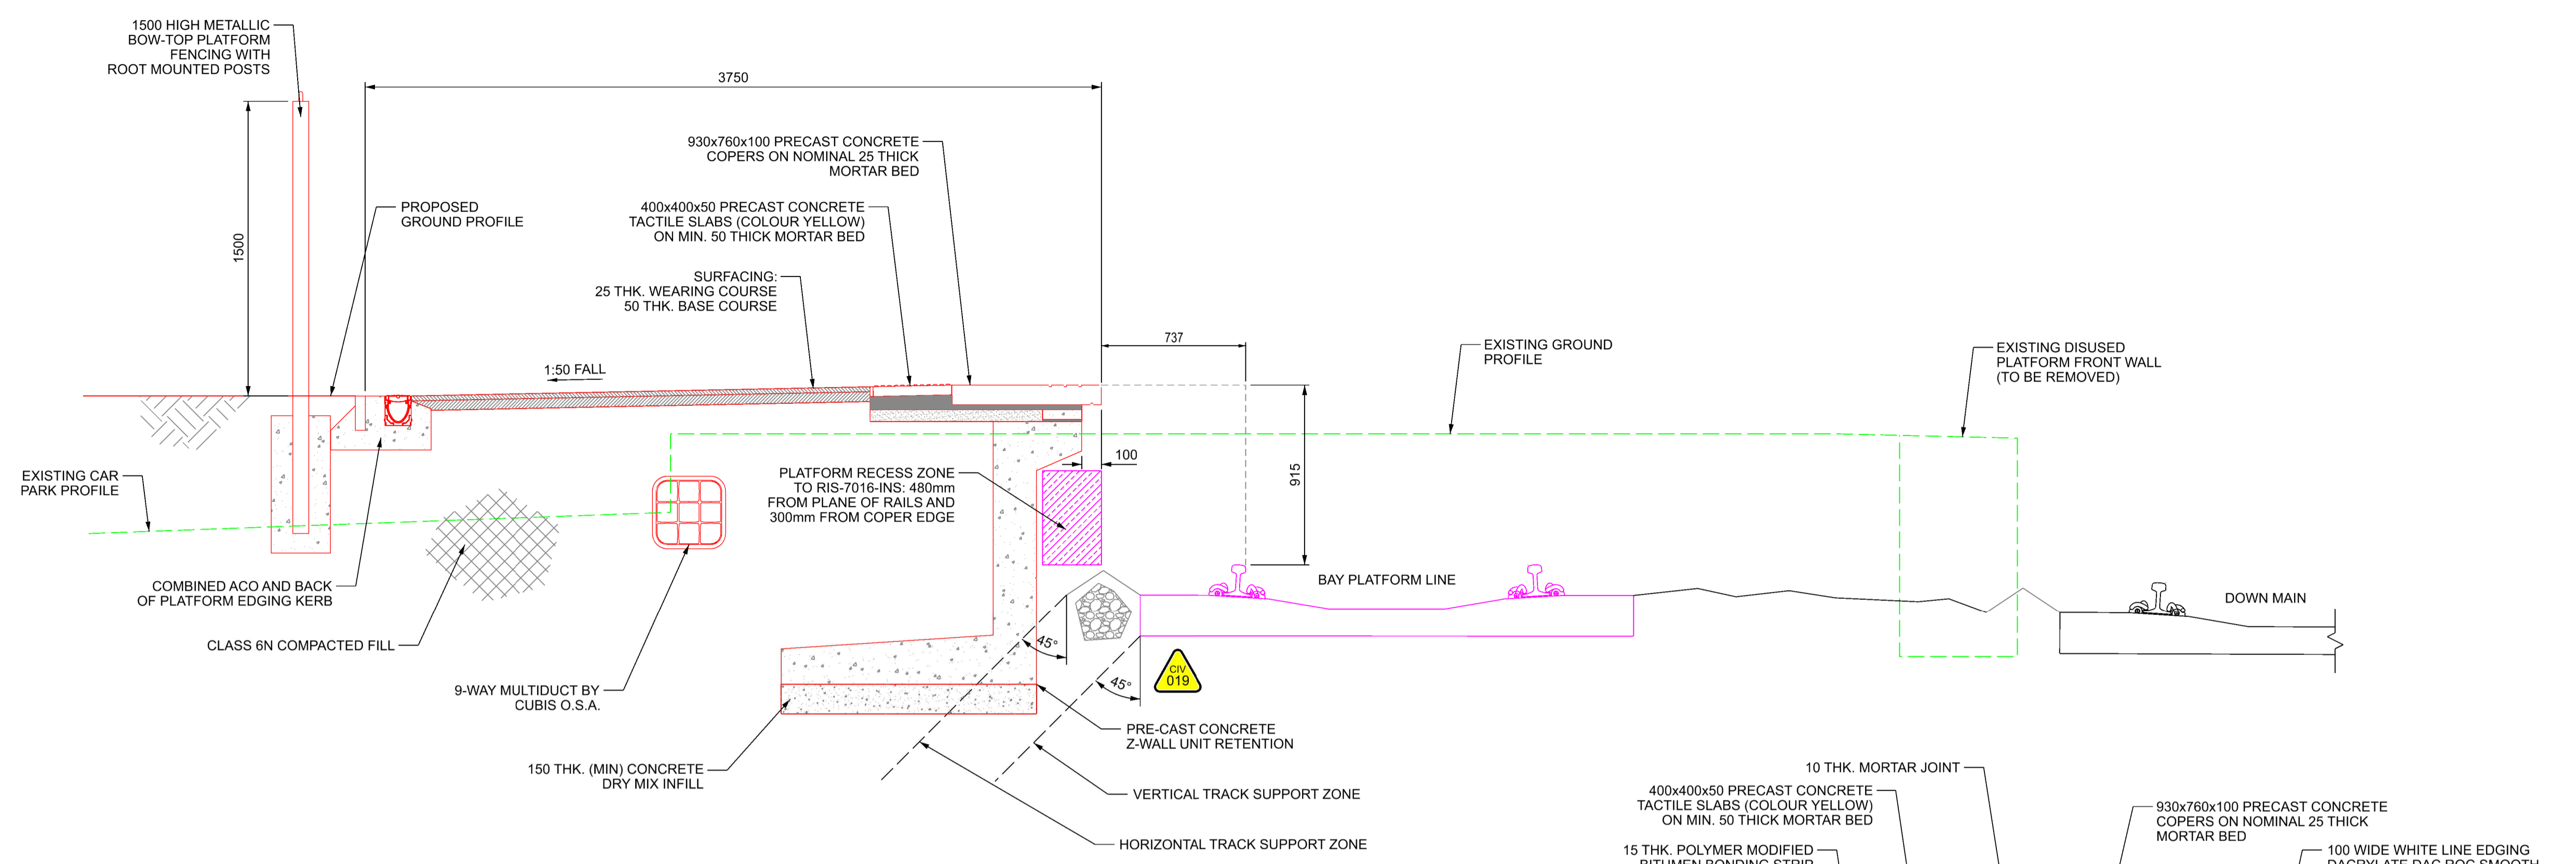 1500 HIGH METALLIC
BOW-TOP PLATFORM
FENCING WITH
ROOT MOUNTED POSTS
3750
930x760x100 PRECAST CONCRETE
COPERS ON NOMINAL 25 THICK
MORTAR BED
PROPOSED
GROUND PROFILE
400x400x50 PRECAST CONCRETE
TACTILE SLABS (COLOUR YELLOW)
ON MIN. 50 THICK MORTAR BED
1500
SURFACING:
25 THK. WEARING COURSE
50 THK. BASE COURSE
737
EXISTING GROUND
PROFILE
EXISTING DISUSED
PLATFORM FRONT WALL
(TO BE REMOVED)
1:50 FALL
100
915
EXISTING CAR
PARK PROFILE
PLATFORM RECESS ZONE
TO RIS-7016-INS: 480mm
FROM PLANE OF RAILS AND
300mm FROM COPER EDGE
BAY PLATFORM LINE
DOWN MAIN
COMBINED ACO AND BACK
OF PLATFORM EDGING KERB
CLASS 6N COMPACTED FILL
45°
45°
CIV
019
9-WAY MULTIDUCT BY
CUBIS O.S.A.
PRE-CAST CONCRETE
Z-WALL UNIT RETENTION
150 THK. (MIN) CONCRETE
DRY MIX INFILL
VERTICAL TRACK SUPPORT ZONE
HORIZONTAL TRACK SUPPORT ZONE
10 THK. MORTAR JOINT
400x400x50 PRECAST CONCRETE
TACTILE SLABS (COLOUR YELLOW)
ON MIN. 50 THICK MORTAR BED
930x760x100 PRECAST CONCRETE
COPERS ON NOMINAL 25 THICK
MORTAR BED
15 THK. POLYMER MODIFIED
BITUMEN BONDING STRIP
100 WIDE WHITE LINE EDGING